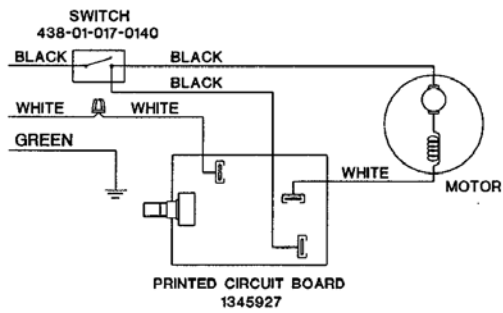 SWITCH
438-01-017-0140
BLACK
BLACK
BLACK
WHITE
WHITE
GREEN
WHITE
MOTOR
PRINTED CIRCUIT BOARD
1345927